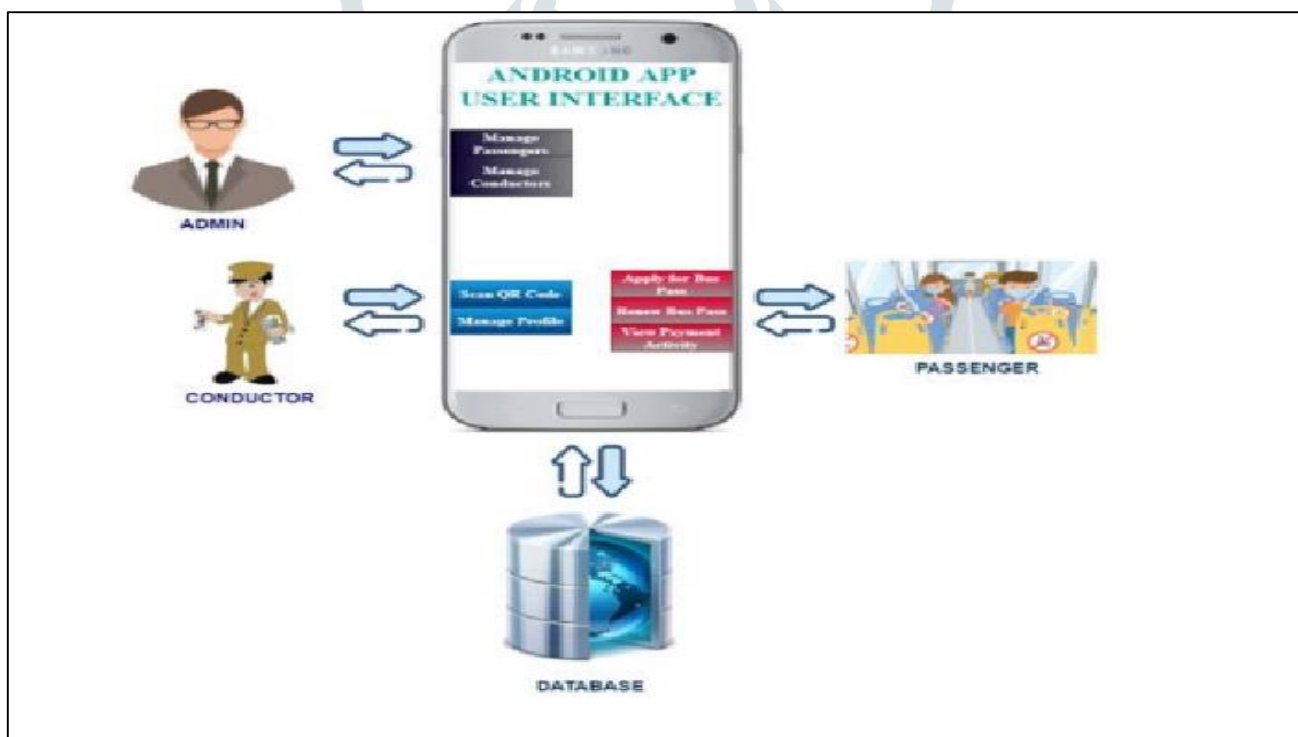 SAMSUNG
ANDROID APP
USER INTERFACE
Manage
Passengers
Manage
Conductors
ADMIN
Scan QR Code
Manage Profile
CONDUCTOR
Apply for Bus
Pass
Renew Bus Pass
View Payment
Activity
PASSENGER
DATABASE